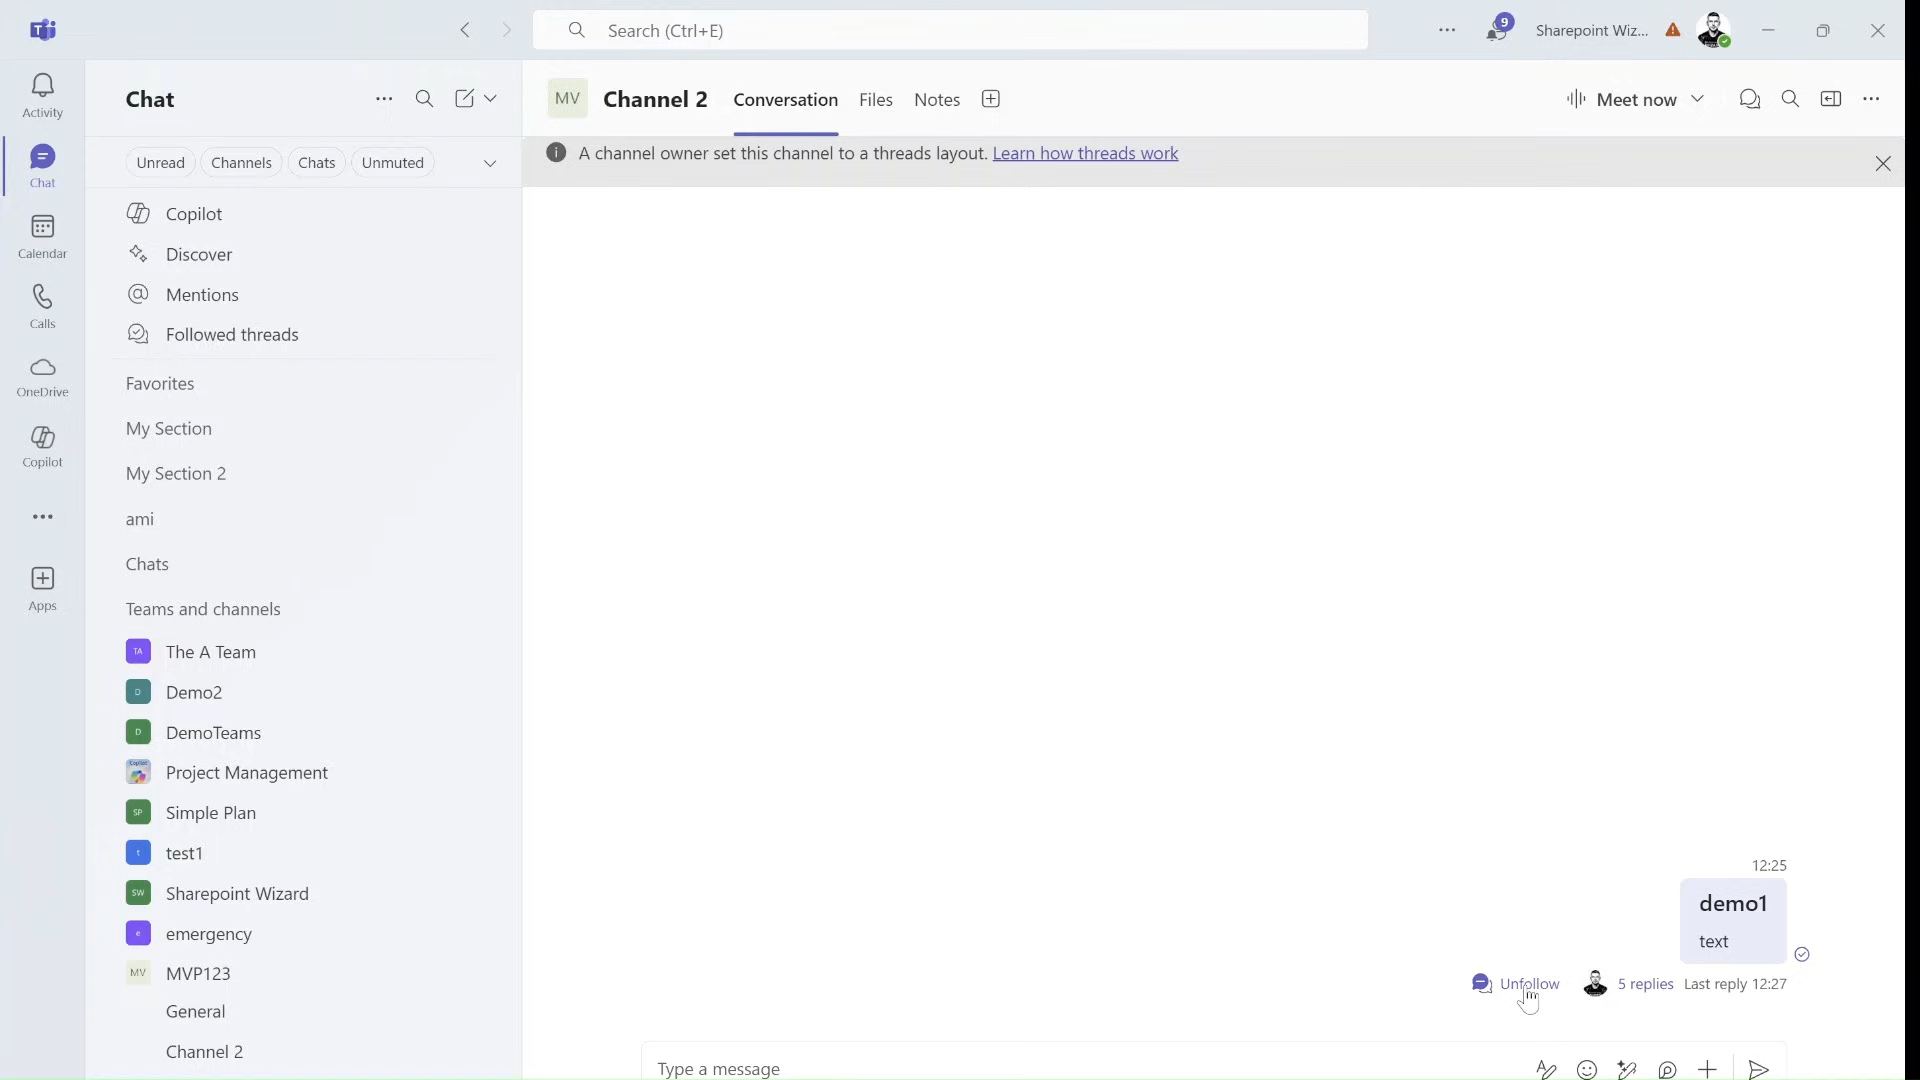 Search (Ctrl+E)
9
Sharepoint Wiz...
Activity
Chat
Calendar
Calls
OneDrive
Copilot
Apps
Chat
Unread Channels Chats Unmuted
Copilot
Discover
@ Mentions
Followed threads
Favorites
My Section
My Section 2
ami
Chats
Teams and channels
TA The A Team
D Demo2
D DemoTeams
Copilot Project Management
SP Simple Plan
t test1
SW Sharepoint Wizard
e emergency
MV MVP123
General
Channel 2
MV Channel 2 Conversation Files Notes
Meet now
A channel owner set this channel to a threads layout. Learn how threads work
12:25
demo1
text
Unfollow 5 replies Last reply 12:27
Type a message